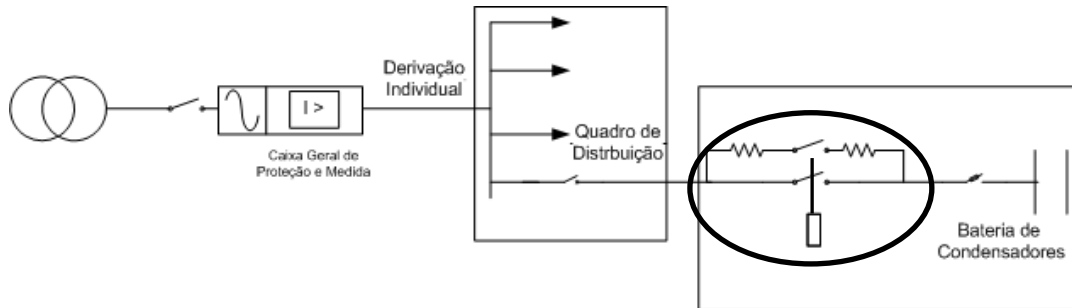 Derivação
Individual
I >
Caixa Geral de
Proteção e Medida
Quadro de
Distrbuição
Bateria de
Condensadores